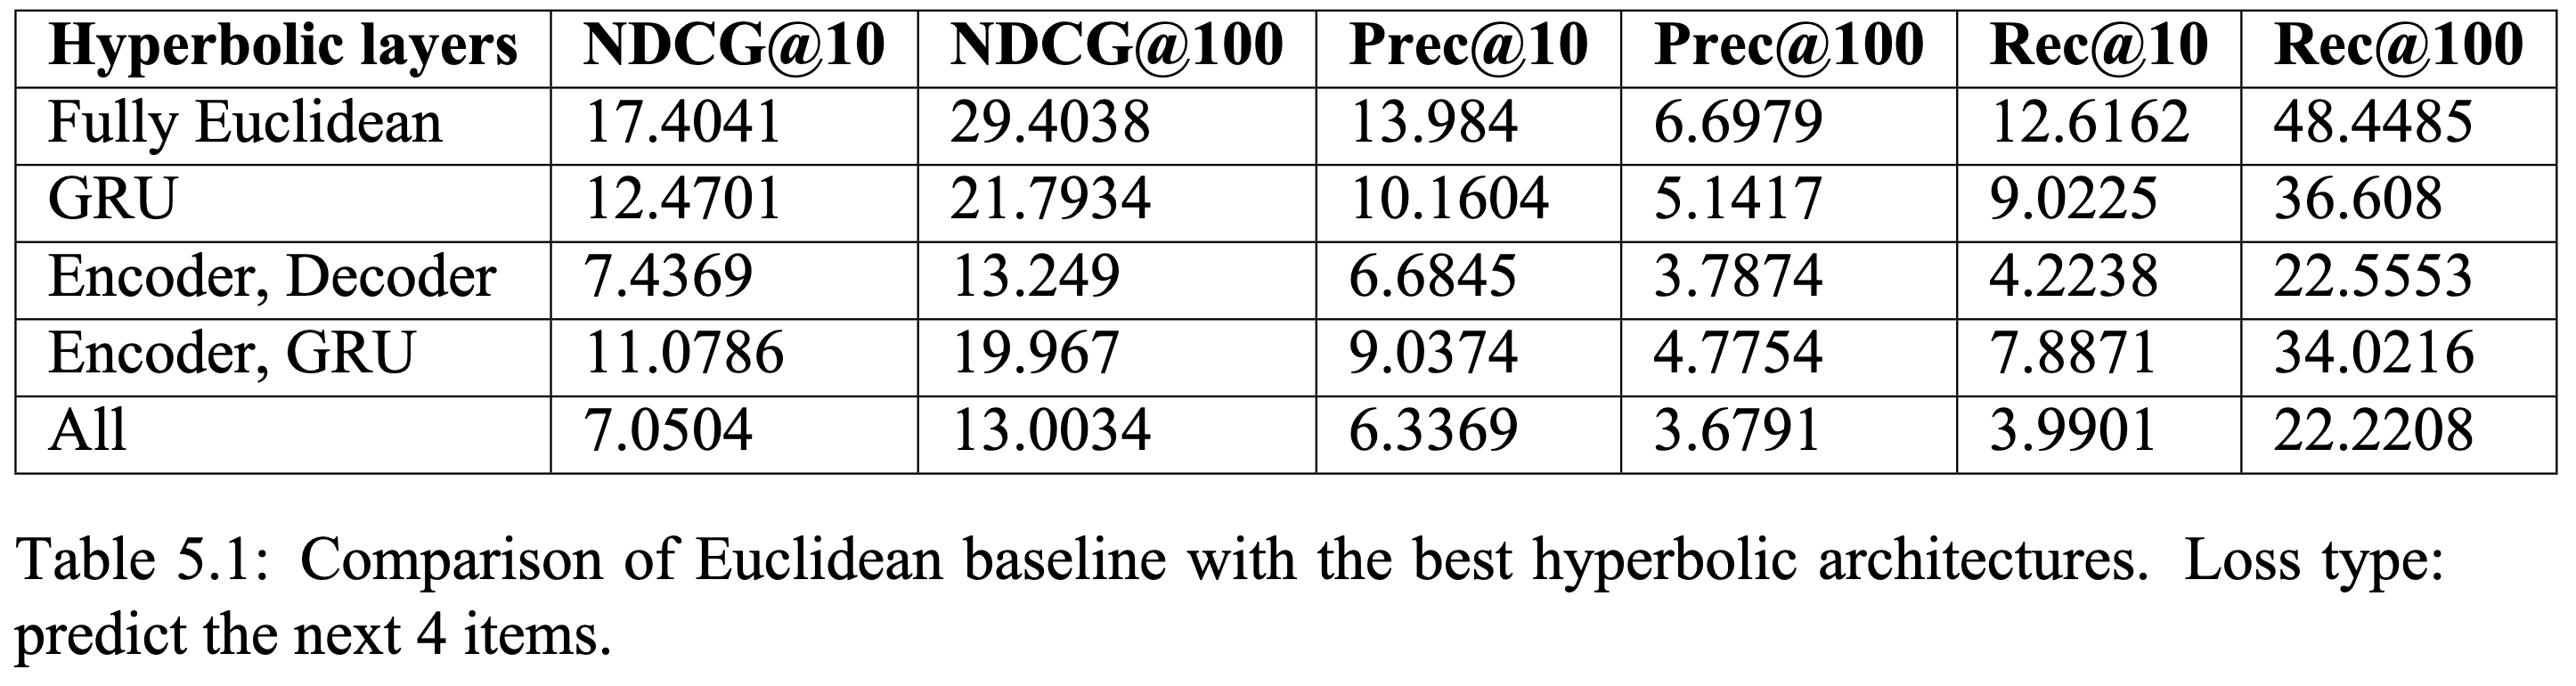 Hyperbolic layers NDCG@10 NDCG@100 Prec@10 Prec@100 Rec@10 Rec@100
Fully Euclidean 17.4041 29.4038 13.984 6.6979 12.6162 48.4485
GRU 12.4701 21.7934 10.1604 5.1417 9.0225 36.608
Encoder, Decoder 7.4369 13.249 6.6845 3.7874 4.2238 22.5553
Encoder, GRU 11.0786 19.967 9.0374 4.7754 7.8871 34.0216
All 7.0504 13.0034 6.3369 3.6791 3.9901 22.2208
Table 5.1: Comparison of Euclidean baseline with the best hyperbolic architectures. Loss type:
predict the next 4 items.